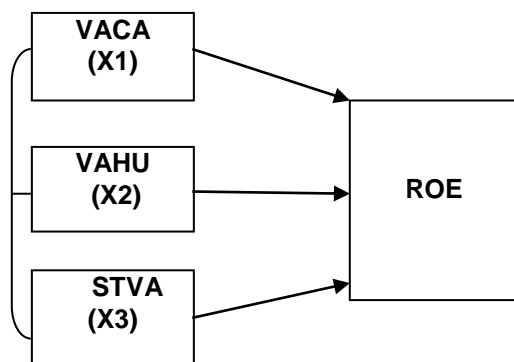 VACA
(X1)
VAHU
(X2)
ROE
STVA
(X3)